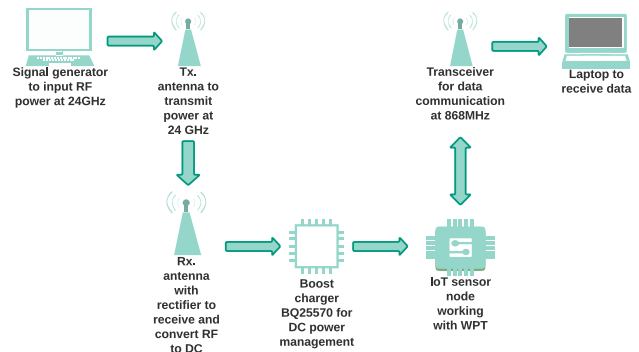 Signal generator
to input RF
power at 24GHz
Tx.
antenna to
transmit
power at
24 GHz
Transceiver
for data
communication
at 868MHz
Laptop to
receive data
Rx.
antenna
with
rectifier to
receive and
convert RF
to DC
Boost
charger
BQ25570 for
DC power
management
IoT sensor
node
working
with WPT